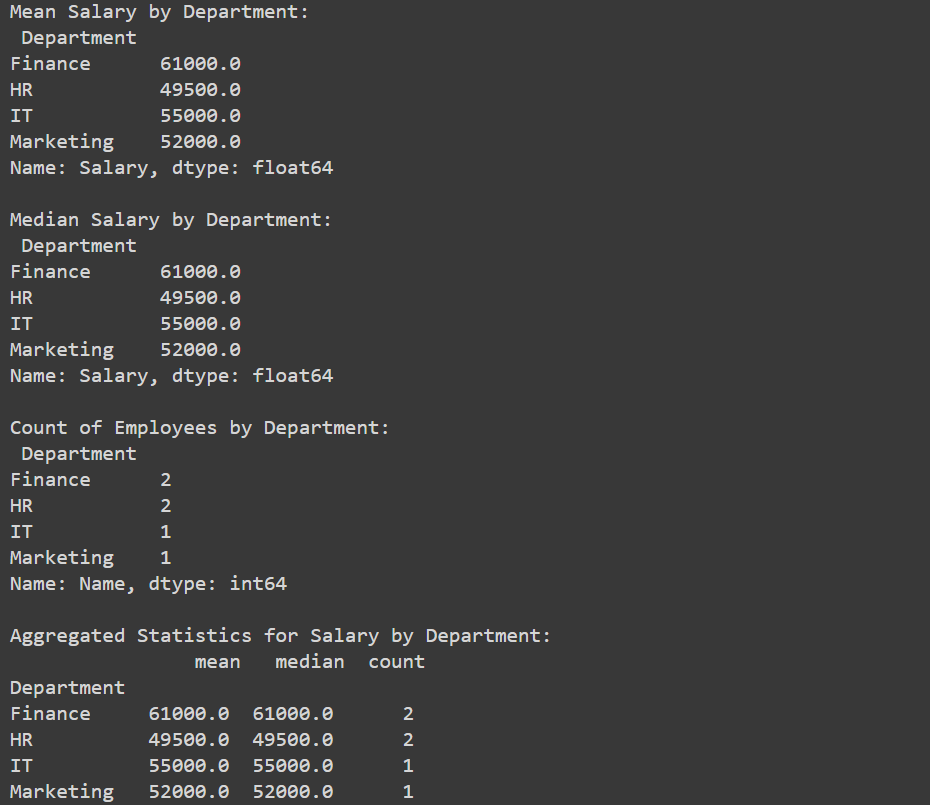 Mean Salary by Department:
 Department
Finance      61000.0
HR           49500.0
IT           55000.0
Marketing    52000.0
Name: Salary, dtype: float64

Median Salary by Department:
 Department
Finance      61000.0
HR           49500.0
IT           55000.0
Marketing    52000.0
Name: Salary, dtype: float64

Count of Employees by Department:
 Department
Finance      2
HR           2
IT           1
Marketing    1
Name: Name, dtype: int64

Aggregated Statistics for Salary by Department:
                mean   median  count
Department
Finance     61000.0  61000.0      2
HR          49500.0  49500.0      2
IT          55000.0  55000.0      1
Marketing   52000.0  52000.0      1